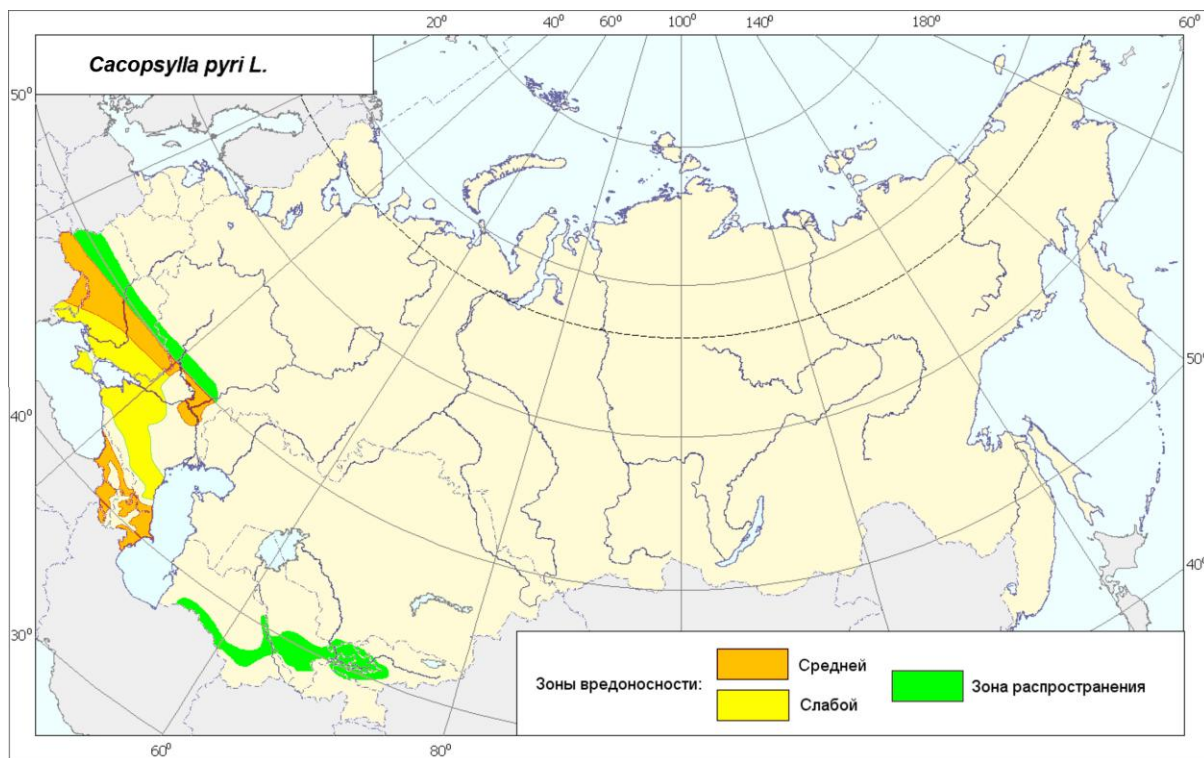 20⁰ 40⁰ 60⁰ 100⁰ 140⁰ 180⁰ 60⁰
Cacopsylla pyri L.
50⁰
50⁰
40⁰
40⁰
30⁰
Зоны вредоносности:
Средней
Слабой
Зона распространения
60⁰ 80⁰